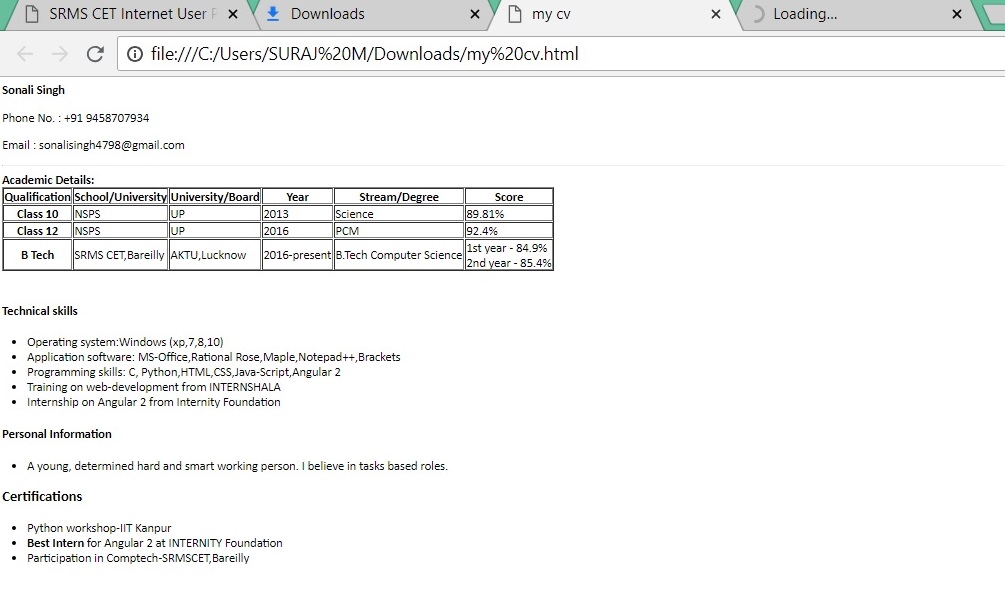 SRMS CET Internet User P
Downloads
my cv
Loading...
file:///C:/Users/SURAJ%20M/Downloads/my%20cv.html
Sonali Singh
Phone No. : +91 9458707934
Email : sonalisingh4798@gmail.com
Academic Details:
Qualification School/University University/Board Year Stream/Degree Score
Class 10 NSPS UP 2013 Science 89.81%
Class 12 NSPS UP 2016 PCM 92.4%
B Tech SRMS CET,Bareilly AKTU,Lucknow 2016-present B.Tech Computer Science 1st year - 84.9%
2nd year - 85.4%
Technical skills
• Operating system:Windows (xp,7,8,10)
• Application software: MS-Office,Rational Rose,Maple,Notepad++,Brackets
• Programming skills: C, Python,HTML,CSS,Java-Script,Angular 2
• Training on web-development from INTERNSHALA
• Internship on Angular 2 from Internity Foundation
Personal Information
• A young, determined hard and smart working person. I believe in tasks based roles.
Certifications
• Python workshop-IIT Kanpur
• Best Intern for Angular 2 at INTERNITY Foundation
• Participation in Comptech-SRMSCET,Bareilly